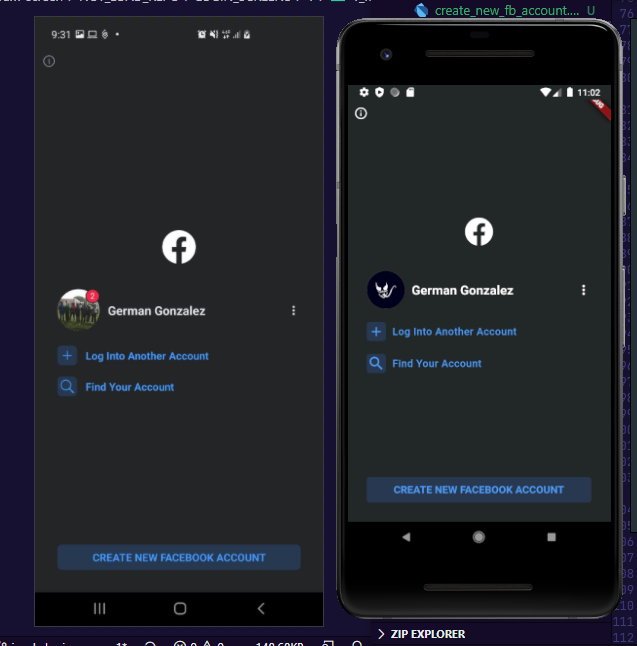 create_new_fb_account.... U
9:31
11:02
2
German Gonzalez
Log Into Another Account
Find Your Account
CREATE NEW FACEBOOK ACCOUNT
German Gonzalez
Log Into Another Account
Find Your Account
CREATE NEW FACEBOOK ACCOUNT
ZIP EXPLORER